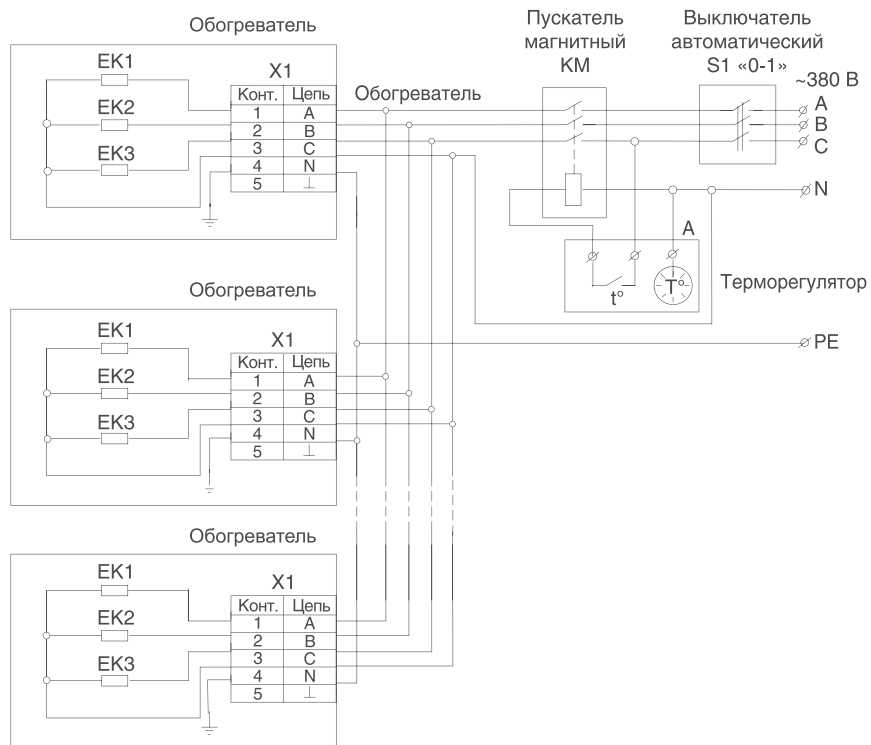 Обогреватель
EK1
EK2
EK3
X1
Конт. Цепь
1 A
2 B
3 C
4 N
5 ⊥
Обогреватель
Пускатель
магнитный
КМ
Выключатель
автоматический
S1 «0-1»
~380 В
A
B
C
N
A
t°
T°
Терморегулятор
PE
Обогреватель
EK1
EK2
EK3
X1
Конт. Цепь
1 A
2 B
3 C
4 N
5 ⊥
Обогреватель
EK1
EK2
EK3
X1
Конт. Цепь
1 A
2 B
3 C
4 N
5 ⊥